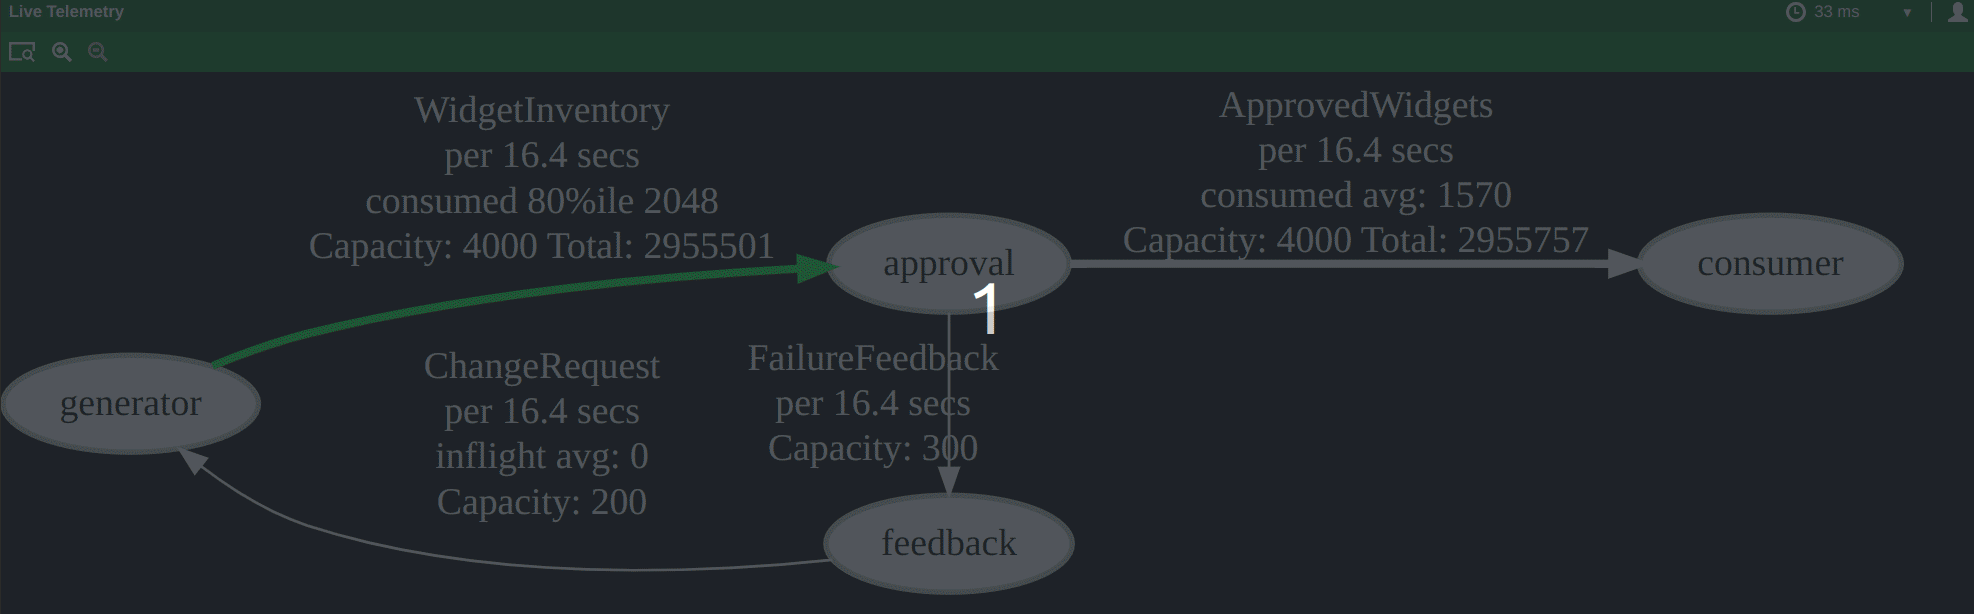 Live Telemetry
33 ms
WidgetInventory
per 16.4 secs
consumed 80%ile 2048
Capacity: 4000 Total: 2955501
ApprovedWidgets
per 16.4 secs
consumed avg: 1570
Capacity: 4000 Total: 2955757
approval
1
consumer
generator
ChangeRequest
per 16.4 secs
inflight avg: 0
Capacity: 200
FailureFeedback
per 16.4 secs
Capacity: 300
feedback